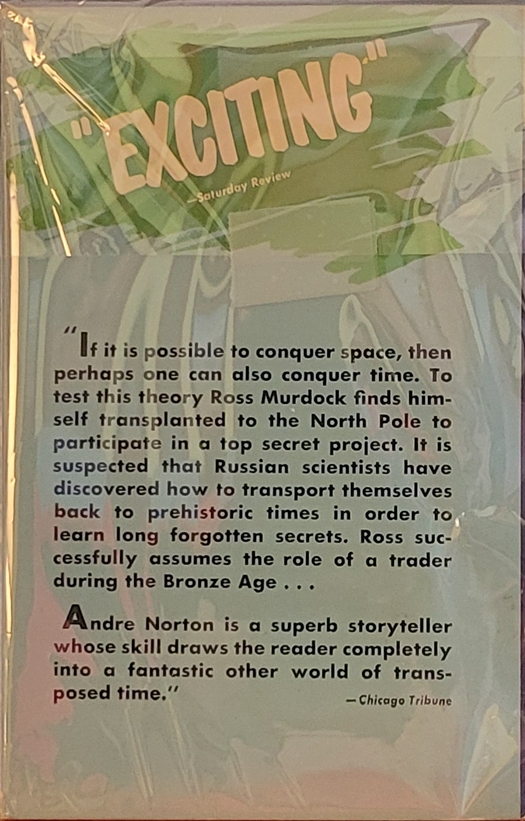 "EXCITING"
—Saturday Review
"If it is possible to conquer space, then
perhaps one can also conquer time. To
test this theory Ross Murdock finds him-
self transplanted to the North Pole to
participate in a top secret project. It is
suspected that Russian scientists have
discovered how to transport themselves
back to prehistoric times in order to
learn long forgotten secrets. Ross suc-
cessfully assumes the role of a trader
during the Bronze Age . . .
Andre Norton is a superb storyteller
whose skill draws the reader completely
into a fantastic other world of trans-
posed time."
—Chicago Tribune